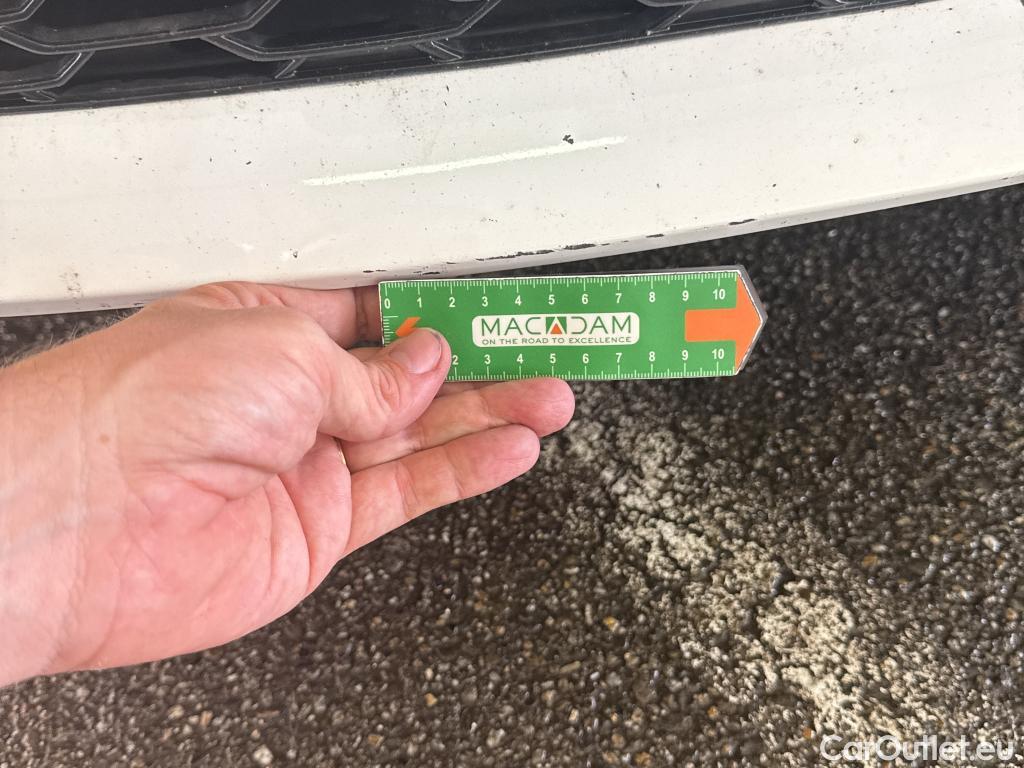 0 1 2 3 4 5 6 7 8 9 10
MACADAM
ON THE ROAD TO EXCELLENCE
2 3 4 5 6 7 8 9 10
CarOutlet.eu